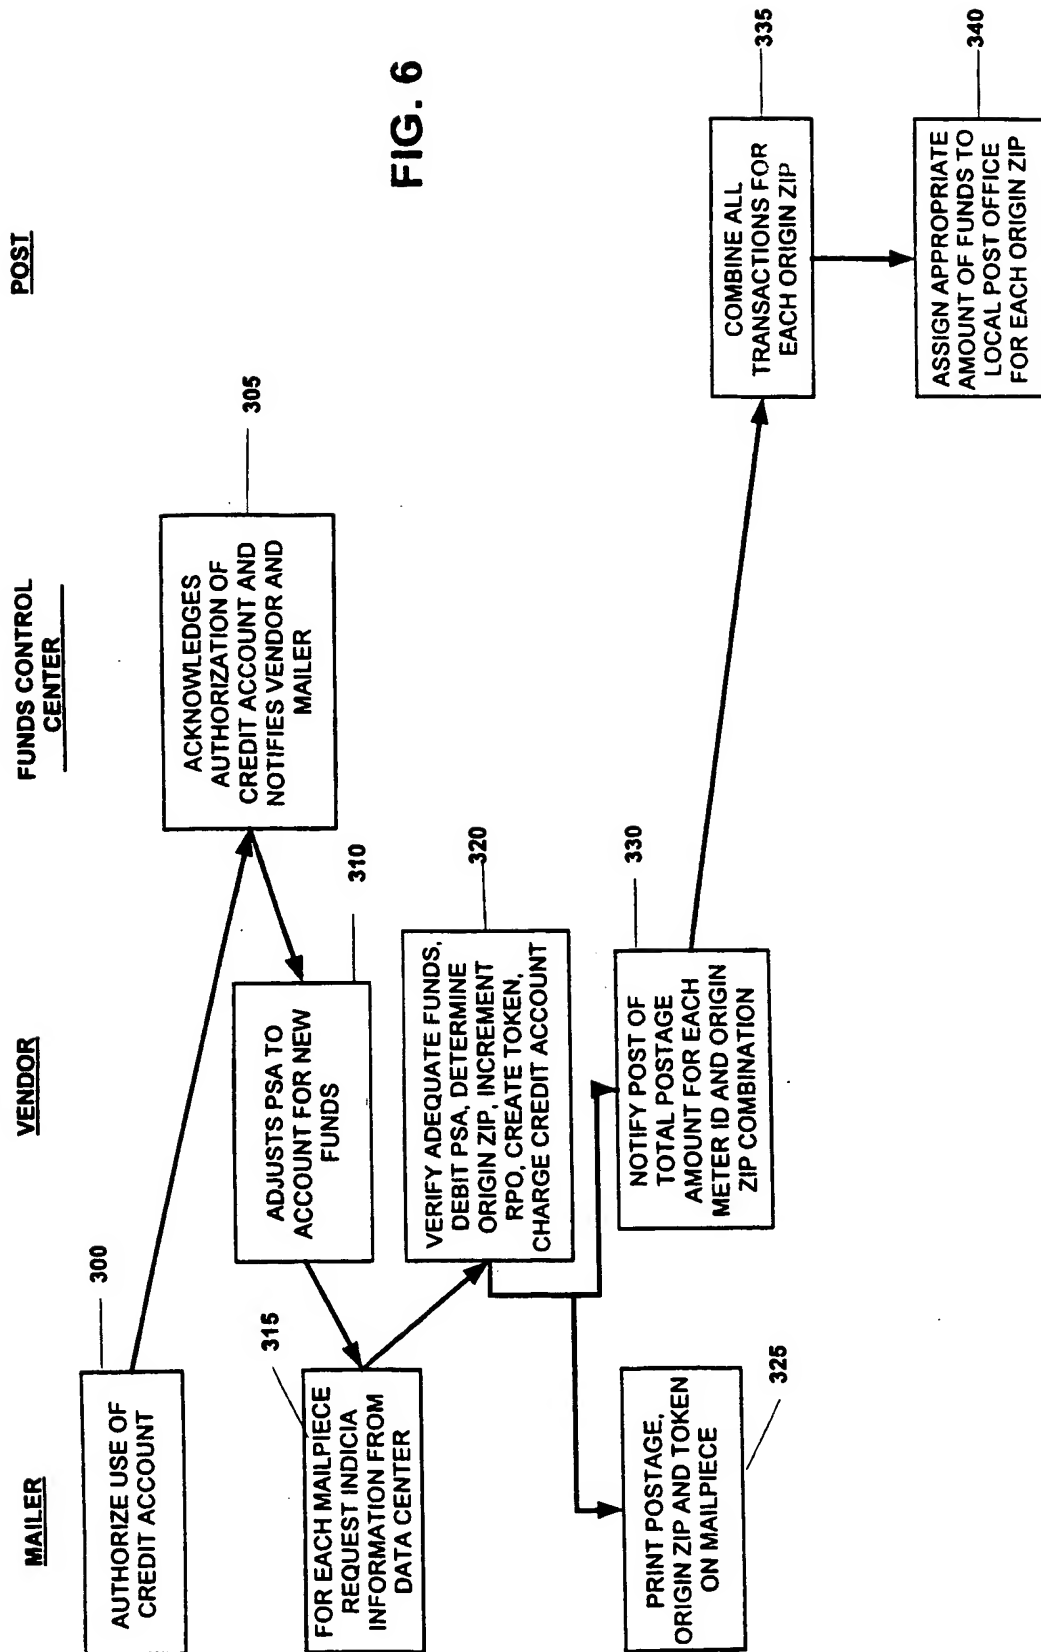 MAILER
VENDOR
FUNDS CONTROL
CENTER
POST
300
AUTHORIZE USE OF
CREDIT ACCOUNT
305
ACKNOWLEDGES
AUTHORIZATION OF
CREDIT ACCOUNT AND
NOTIFIES VENDOR AND
MAILER
310
ADJUSTS PSA TO
ACCOUNT FOR NEW
FUNDS
315
FOR EACH MAILPIECE
REQUEST INDICIA
INFORMATION FROM
DATA CENTER
320
VERIFY ADEQUATE FUNDS,
DEBIT PSA, DETERMINE
ORIGIN ZIP, INCREMENT
RPO, CREATE TOKEN,
CHARGE CREDIT ACCOUNT
FIG. 6
325
PRINT POSTAGE,
ORIGIN ZIP AND TOKEN
ON MAILPIECE
330
NOTIFY POST OF
TOTAL POSTAGE
AMOUNT FOR EACH
METER ID AND ORIGIN
ZIP COMBINATION
335
COMBINE ALL
TRANSACTIONS FOR
EACH ORIGIN ZIP
340
ASSIGN APPROPRIATE
AMOUNT OF FUNDS TO
LOCAL POST OFFICE
FOR EACH ORIGIN ZIP